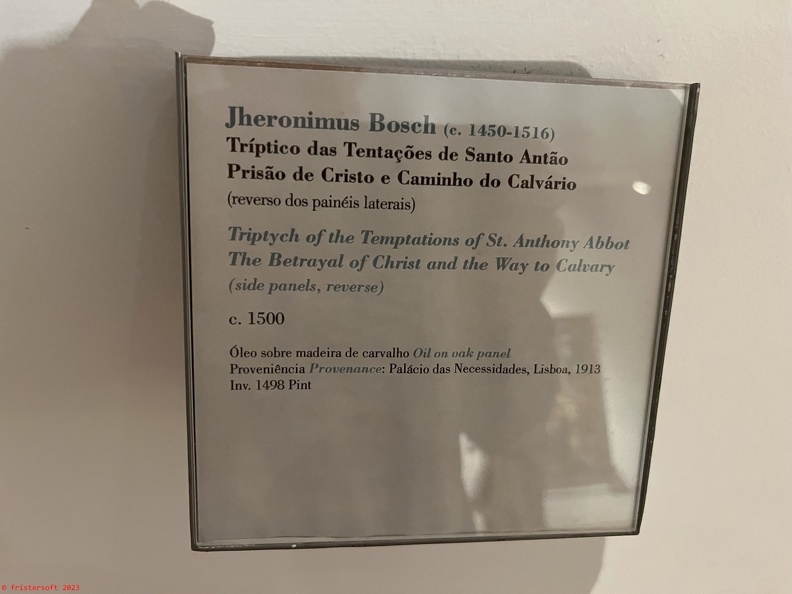 Jheronimus Bosch (c. 1450-1516)
Tríptico das Tentações de Santo Antão
Prisão de Cristo e Caminho do Calvário
(reverso dos painéis laterais)
Triptych of the Temptations of St. Anthony Abbot
The Betrayal of Christ and the Way to Calvary
(side panels, reverse)
c. 1500
Óleo sobre madeira de carvalho Oil on oak panel
Proveniência Provenance: Palácio das Necessidades, Lisboa, 1913
Inv. 1498 Pint
© fristersoft 2023